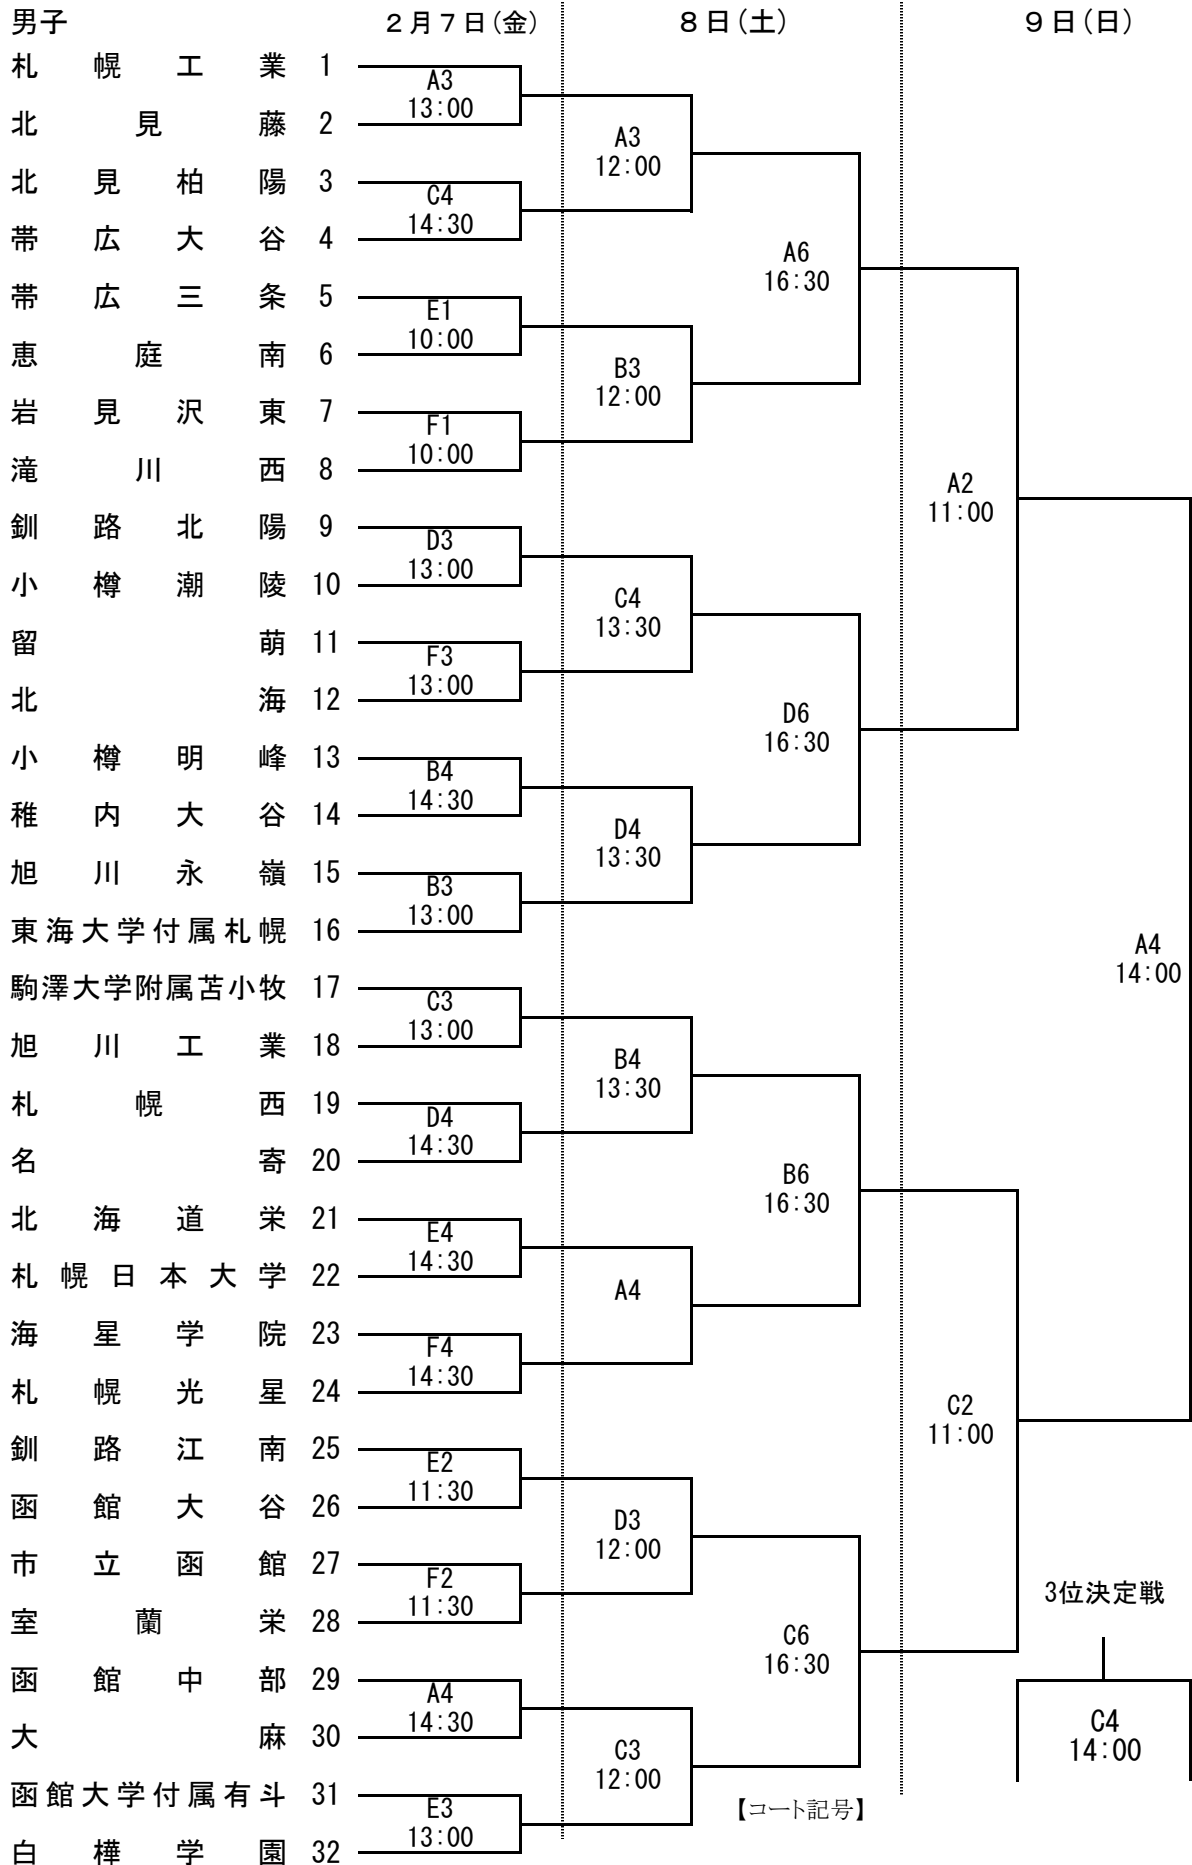 男子 2月7日(金) 8日(土) 9日(日)
札幌工業 1
A3
13:00
北見藤 2
A3
12:00
北見柏陽 3
C4
14:30
帯広大谷 4
A6
16:30
帯広三条 5
E1
10:00
恵庭南 6
B3
12:00
岩見沢東 7
F1
10:00
滝川西 8
A2
11:00
釧路北陽 9
D3
13:00
小樽潮陵 10
C4
13:30
留萌 11
F3
13:00
北海 12
D6
16:30
小樽明峰 13
B4
14:30
稚内大谷 14
D4
13:30
旭川永嶺 15
B3
13:00
東海大学付属札幌 16
A4
14:00
駒澤大学附属苫小牧 17
C3
13:00
旭川工業 18
B4
13:30
札幌西 19
D4
14:30
名寄 20
B6
16:30
北海道栄 21
E4
14:30
札幌日本大学 22
A4
海星学院 23
F4
14:30
札幌光星 24
C2
11:00
釧路江南 25
E2
11:30
函館大谷 26
D3
12:00
市立函館 27
F2
11:30
3位決定戦
室蘭栄 28
C6
16:30
函館中部 29
A4
14:30
大麻 30
C4
14:00
C3
12:00
函館大学付属有斗 31
E3
13:00
【コート記号】
白樺学園 32